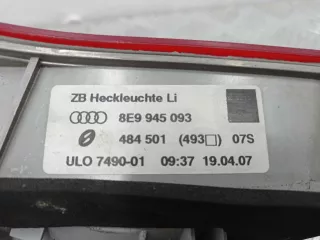 ZB Heckleuchte Li
8E9 945 093
484 501 (493□) 07S
ULO 7490-01 09:37 19.04.07